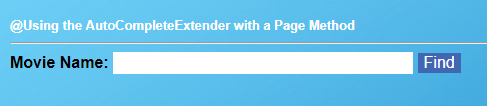 @Using the AutoCompleteExtender with a Page Method
Movie Name: Find